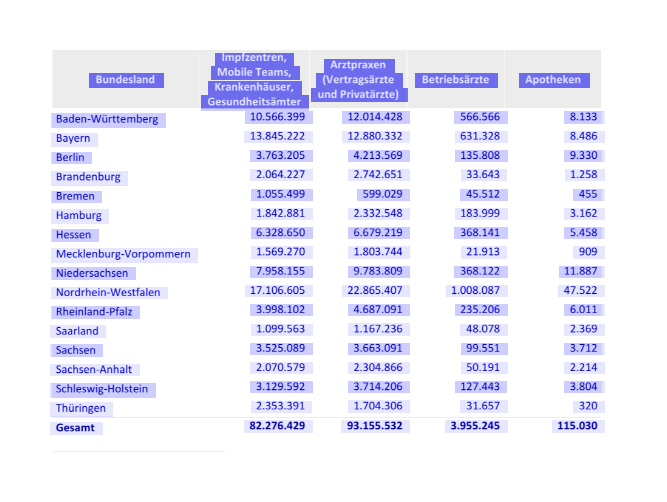 Bundesland Impfzentren, Mobile Teams, Krankenhäuser, Gesundheitsämter Arztpraxen (Vertragsärzte und Privatärzte) Betriebsärzte Apotheken
Baden-Württemberg 10.566.399 12.014.428 566.566 8.133
Bayern 13.845.222 12.880.332 631.328 8.486
Berlin 3.763.205 4.213.569 135.808 9.330
Brandenburg 2.064.227 2.742.651 33.643 1.258
Bremen 1.055.499 599.029 45.512 455
Hamburg 1.842.881 2.332.548 183.999 3.162
Hessen 6.328.650 6.679.219 368.141 5.458
Mecklenburg-Vorpommern 1.569.270 1.803.744 21.913 909
Niedersachsen 7.958.155 9.783.809 368.122 11.887
Nordrhein-Westfalen 17.106.605 22.865.407 1.008.087 47.522
Rheinland-Pfalz 3.998.102 4.687.091 235.206 6.011
Saarland 1.099.563 1.167.236 48.078 2.369
Sachsen 3.525.089 3.663.091 99.551 3.712
Sachsen-Anhalt 2.070.579 2.304.866 50.191 2.214
Schleswig-Holstein 3.129.592 3.714.206 127.443 3.804
Thüringen 2.353.391 1.704.306 31.657 320
Gesamt 82.276.429 93.155.532 3.955.245 115.030